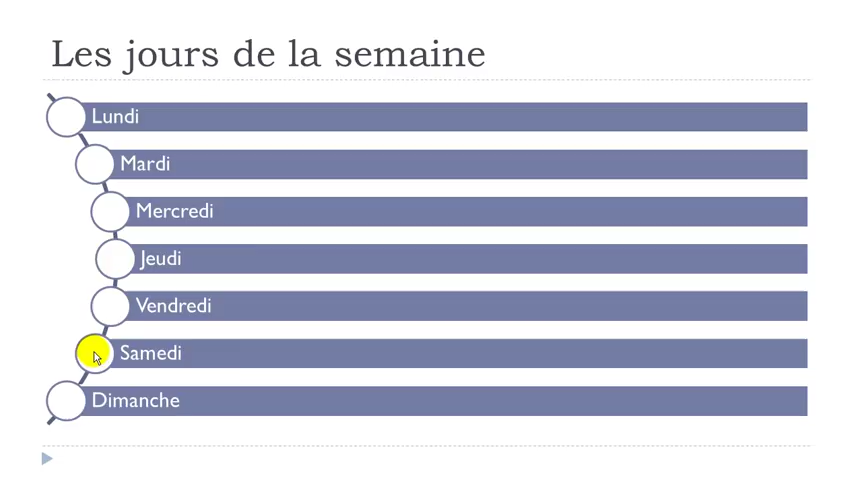 Les jours de la semaine
Lundi
Mardi
Mercredi
Jeudi
Vendredi
Samedi
Dimanche